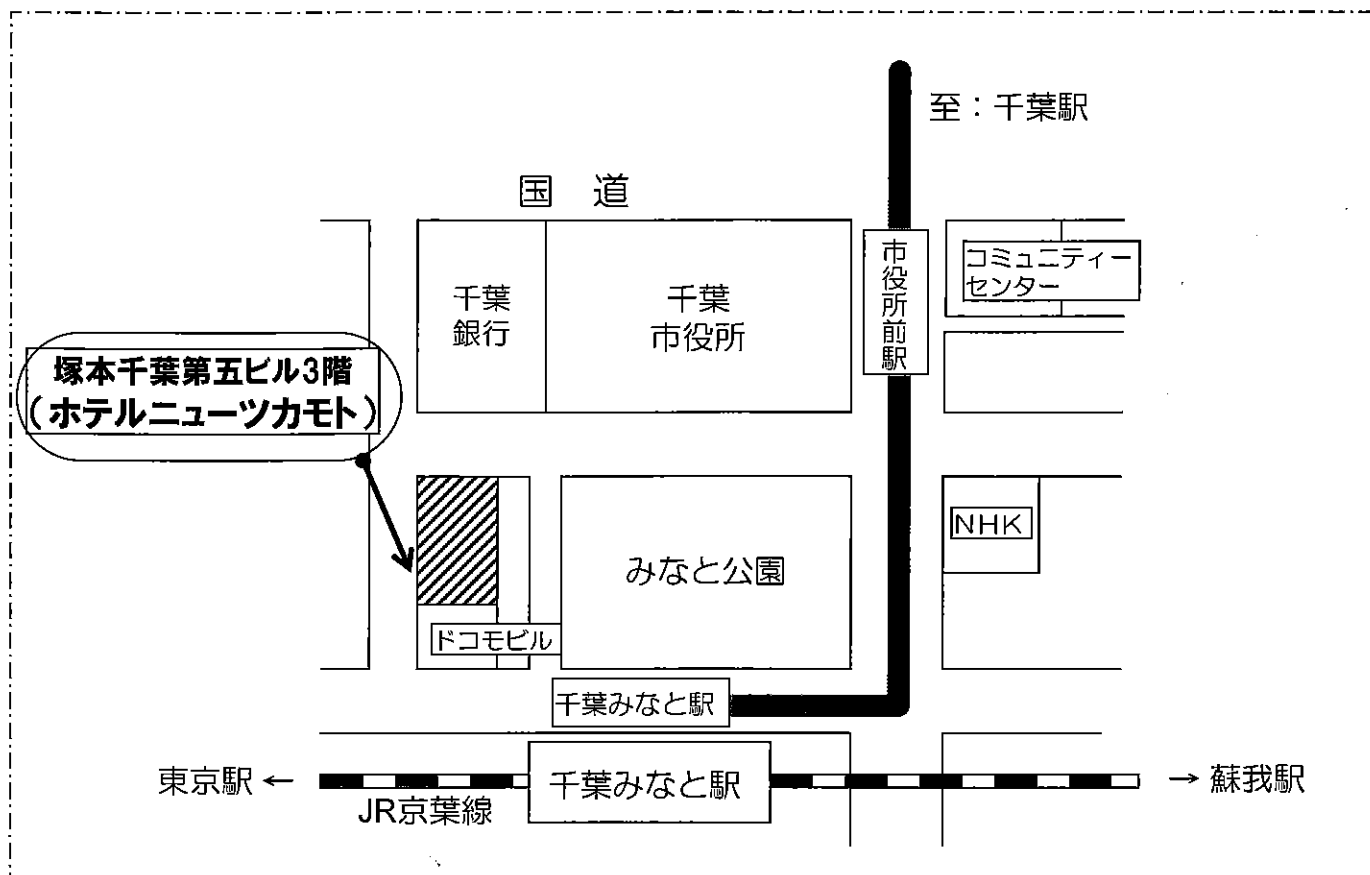 至：千葉駅
国 道
千葉
銀行
千葉
市役所
市役所前駅
コミュニティー
センター
塚本千葉第五ビル3階
（ホテルニューツカモト）
みなと公園
NHK
ドコモビル
千葉みなと駅
東京駅←
千葉みなと駅
→蘇我駅
JR京葉線